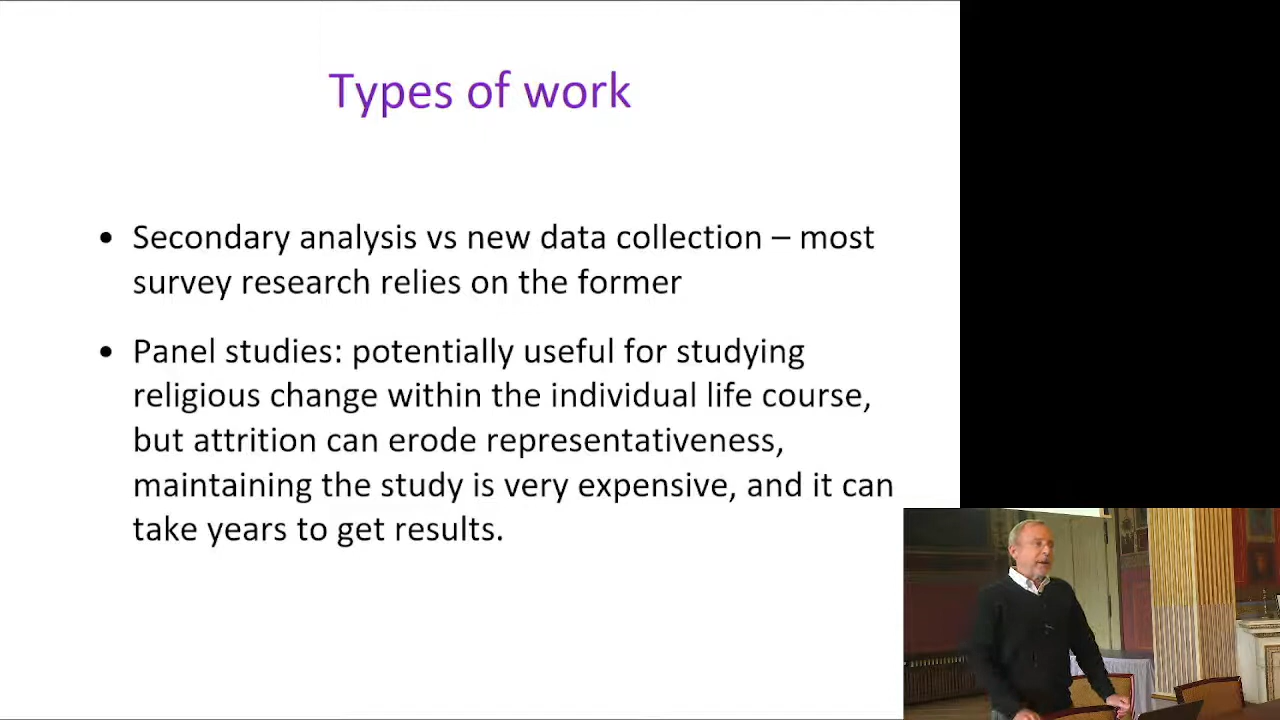 Types of work
• Secondary analysis vs new data collection – most
survey research relies on the former
• Panel studies: potentially useful for studying
religious change within the individual life course,
but attrition can erode representativeness,
maintaining the study is very expensive, and it can
take years to get results.